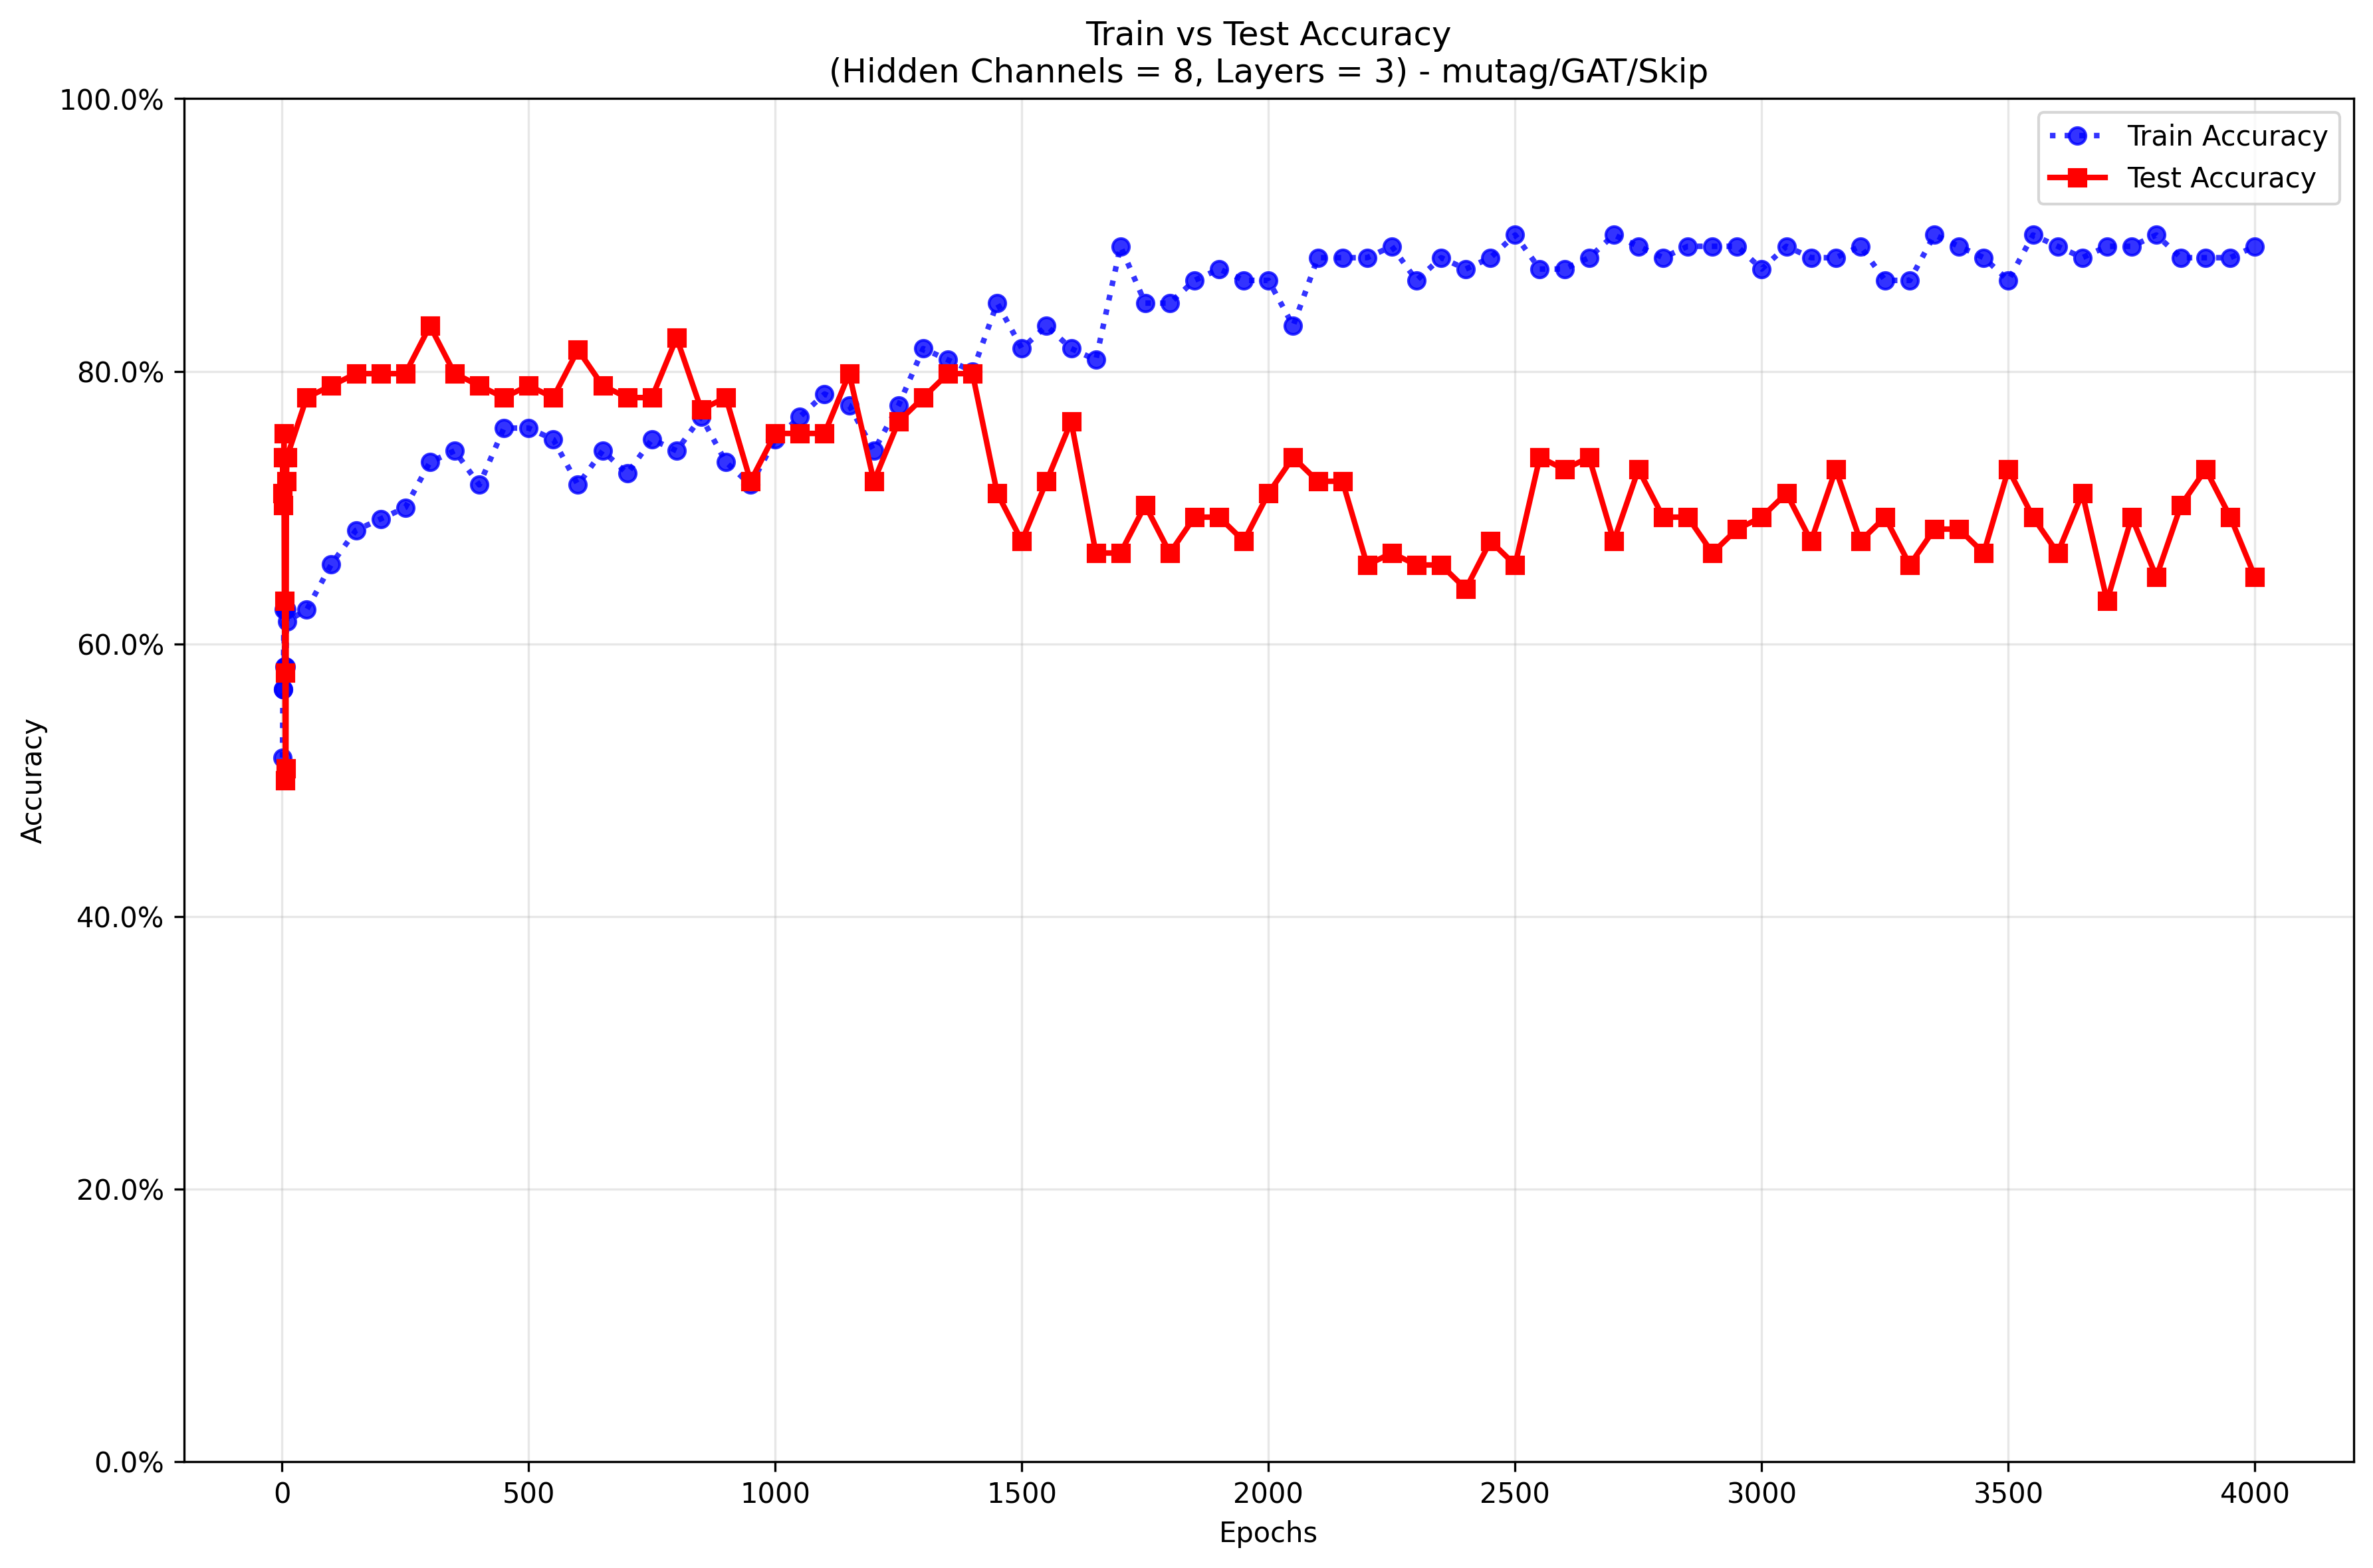 Train vs Test Accuracy
(Hidden Channels = 8, Layers = 3) - mutag/GAT/Skip
100.0%
80.0%
60.0%
40.0%
20.0%
0.0%
Accuracy
Train Accuracy
Test Accuracy
0 500 1000 1500 2000 2500 3000 3500 4000
Epochs